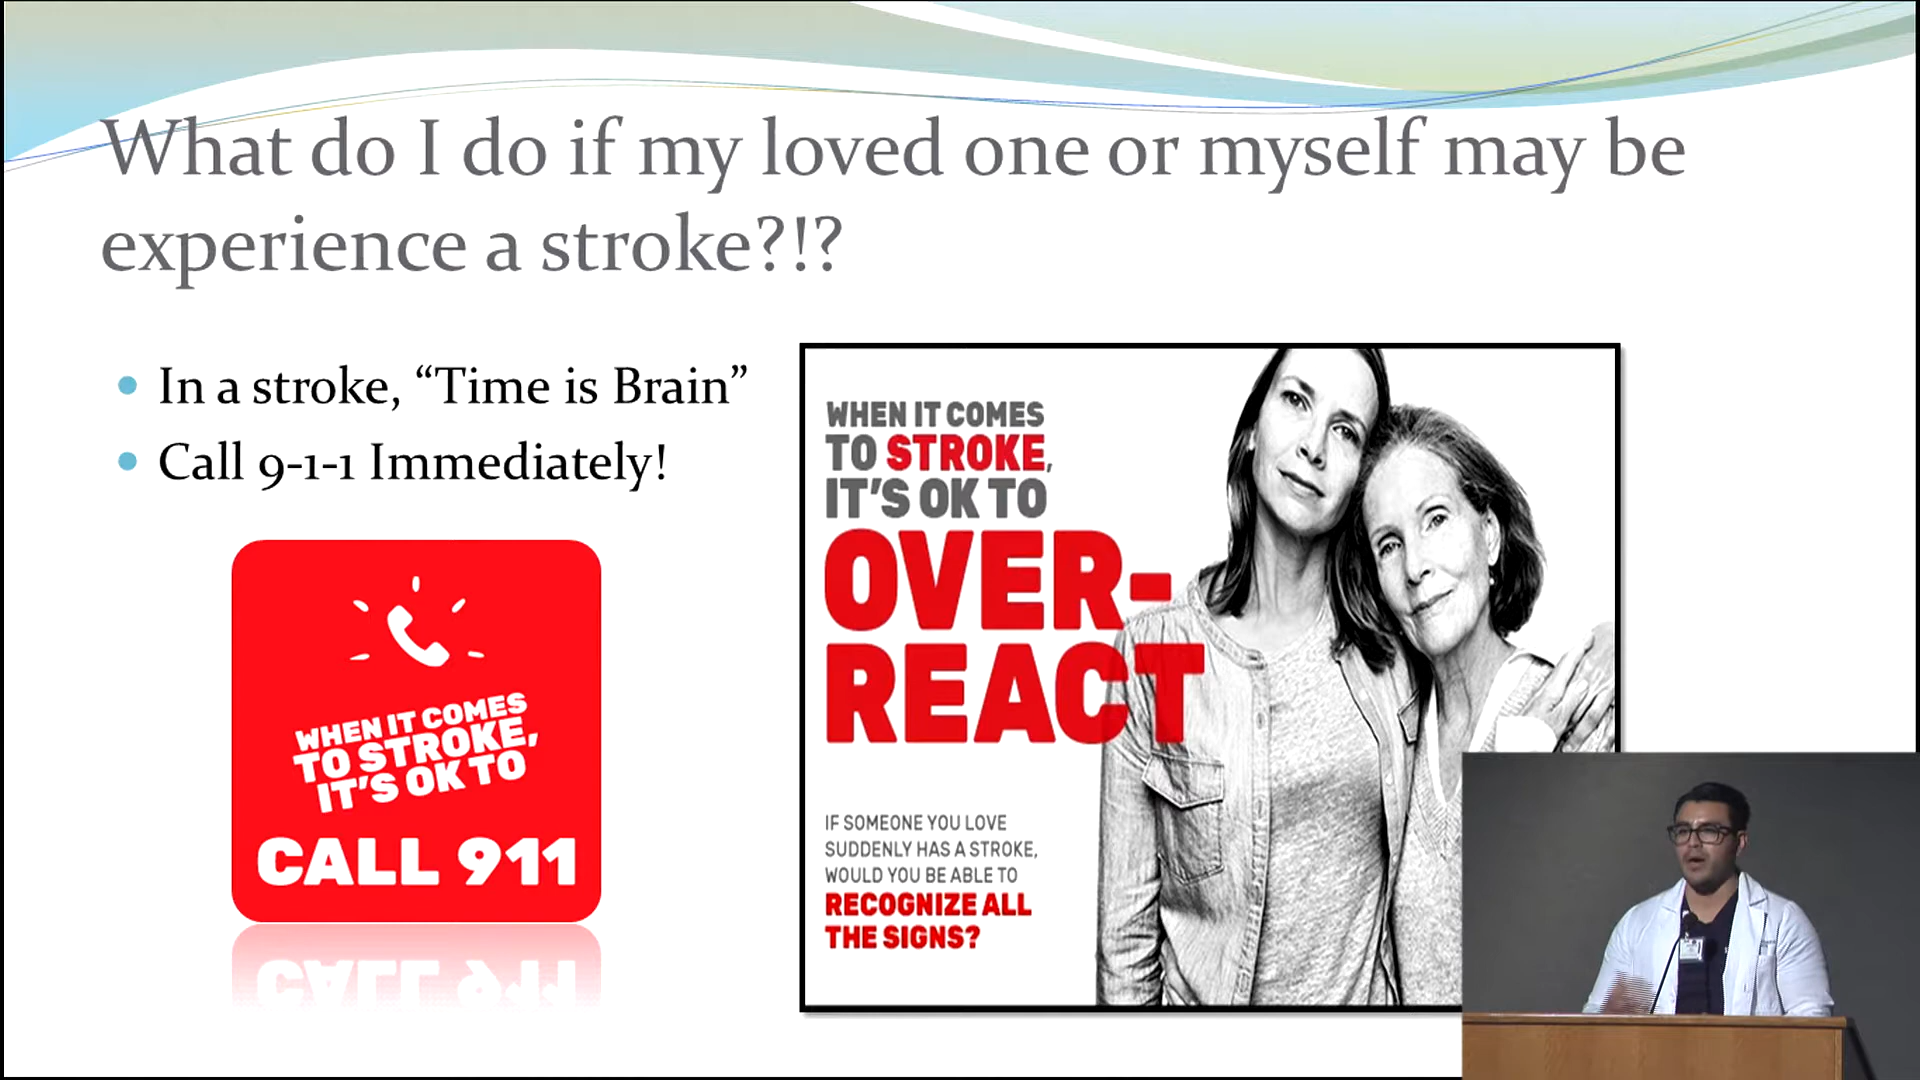 What do I do if my loved one or myself may be
experience a stroke?!?
In a stroke, “Time is Brain”
Call 9-1-1 Immediately!
WHEN IT COMES
TO STROKE,
IT'S OK TO
CALL 911
WHEN IT COMES
TO STROKE,
IT'S OK TO
OVER-
REACT
IF SOMEONE YOU LOVE
SUDDENLY HAS A STROKE,
WOULD YOU BE ABLE TO
RECOGNIZE ALL
THE SIGNS?